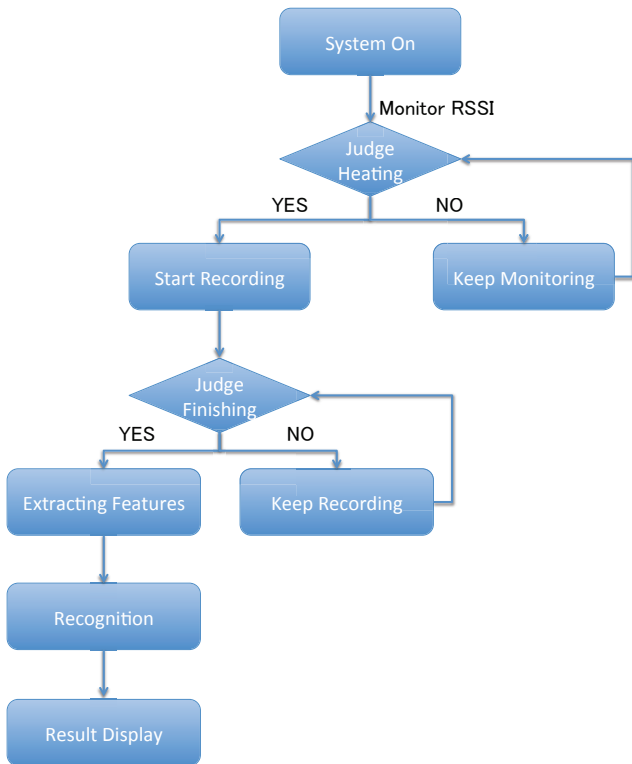 System On
Monitor RSSI
Judge
Heating
YES
NO
Start Recording
Keep Monitoring
Judge
Finishing
YES
NO
Extracting Features
Keep Recording
Recognition
Result Display